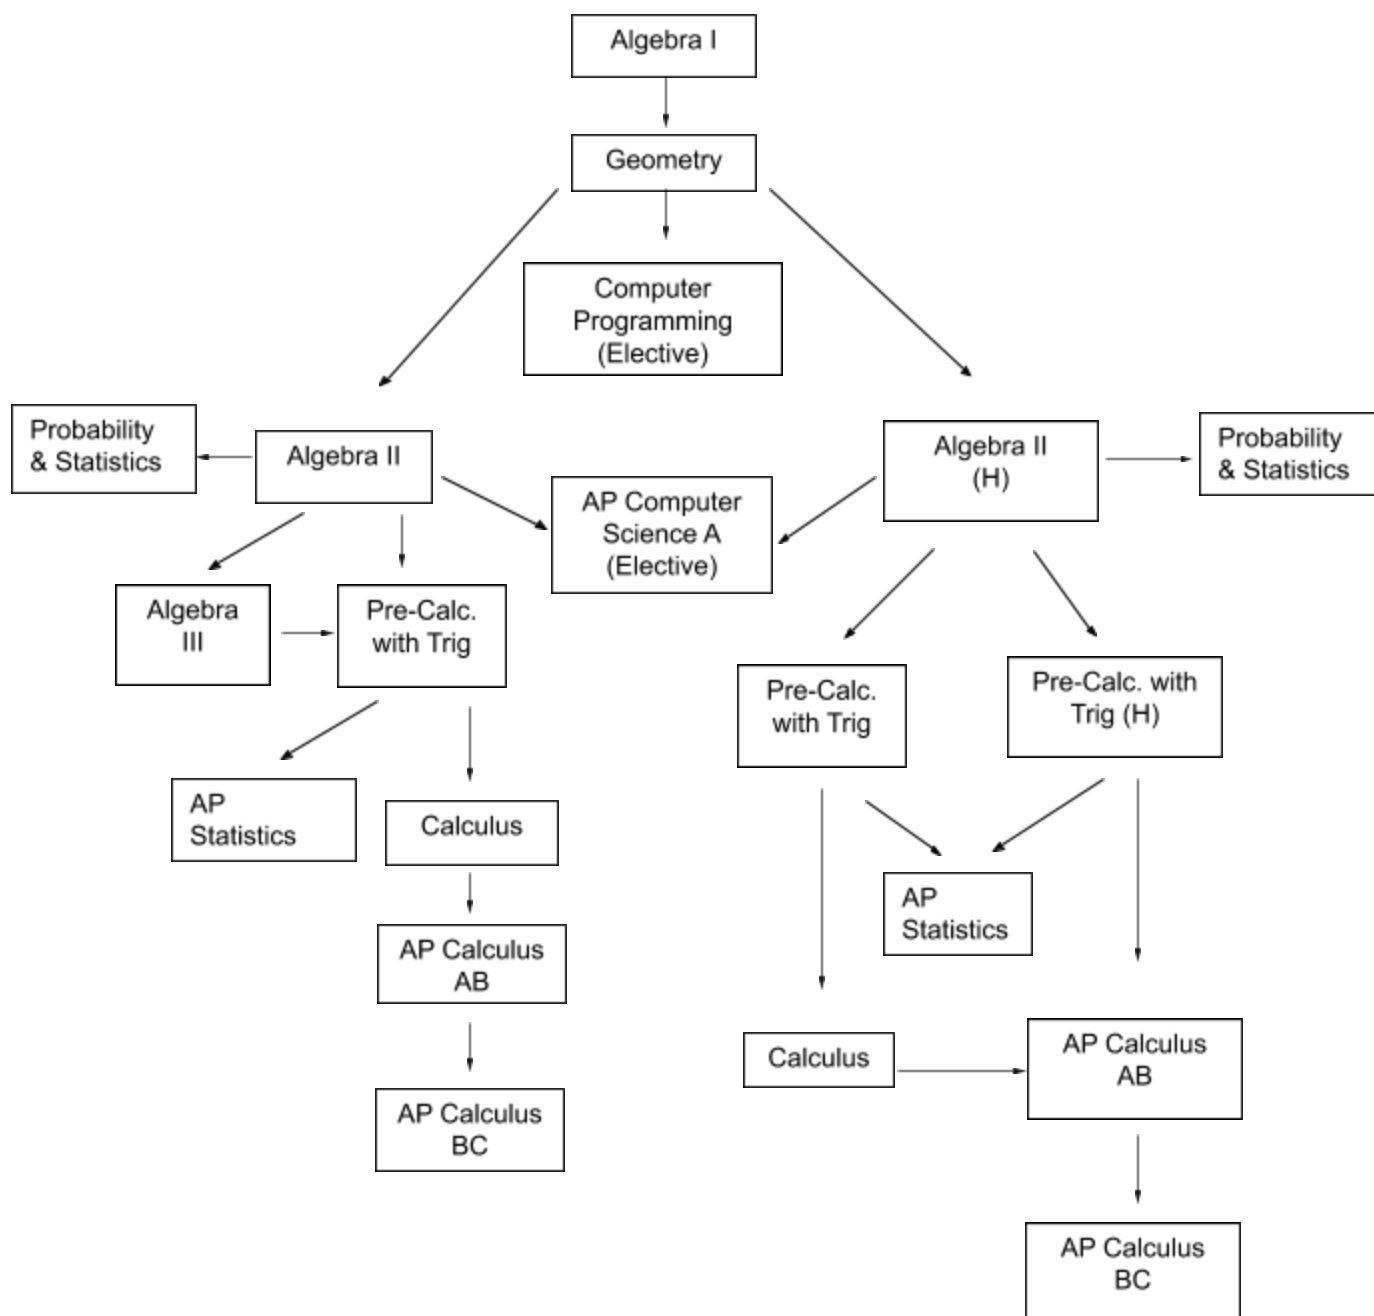 Algebra I
Geometry
Computer
Programming
(Elective)
Probability
& Statistics
Algebra II
AP Computer
Science A
(Elective)
Algebra II
(H)
Probability
& Statistics
Algebra
III
Pre-Calc.
with Trig
Pre-Calc.
with Trig
Pre-Calc. with
Trig (H)
AP
Statistics
Calculus
AP
Statistics
AP Calculus
AB
Calculus
AP Calculus
AB
AP Calculus
BC
AP Calculus
BC